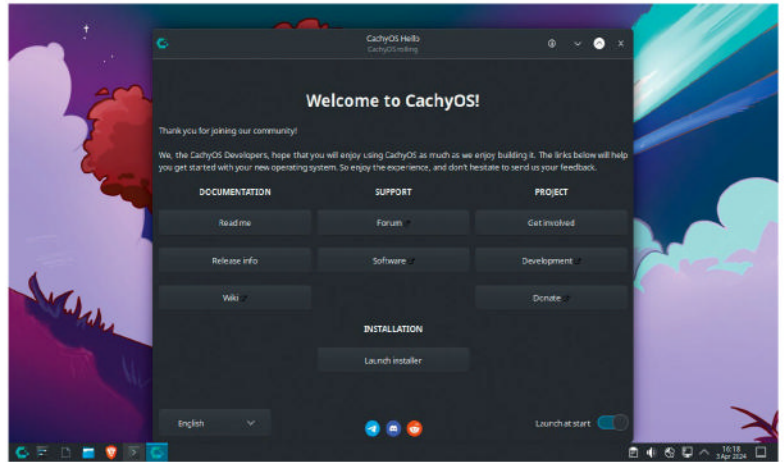 CachyOS Hello
CachyOS rolling
Welcome to CachyOS!
Thank you for joining our community!
We, the CachyOS Developers, hope that you will enjoy using CachyOS as much as we enjoy building it. The links below will help
you get started with your new operating system. So enjoy the experience, and don't hesitate to send us your feedback.
DOCUMENTATION SUPPORT PROJECT
Read me Forum Get involved
Release info Software Development
Wiki Donate
INSTALLATION
Launch installer
English Launch at start
16:18
3 Apr 2024